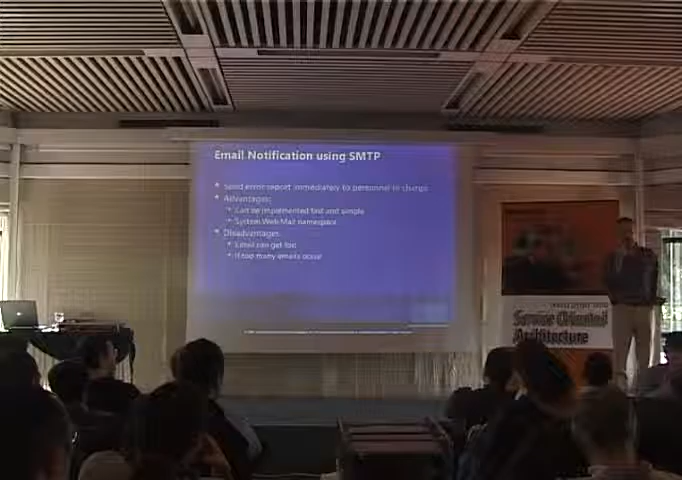 Email Notification using SMTP
Send error report immediately to personnel in charge
Advantages:
Can be implemented fast and simple
System.Web.Mail namespace
Disadvantages:
Email can get lost
If too many emails occur
Service Oriented
Architecture